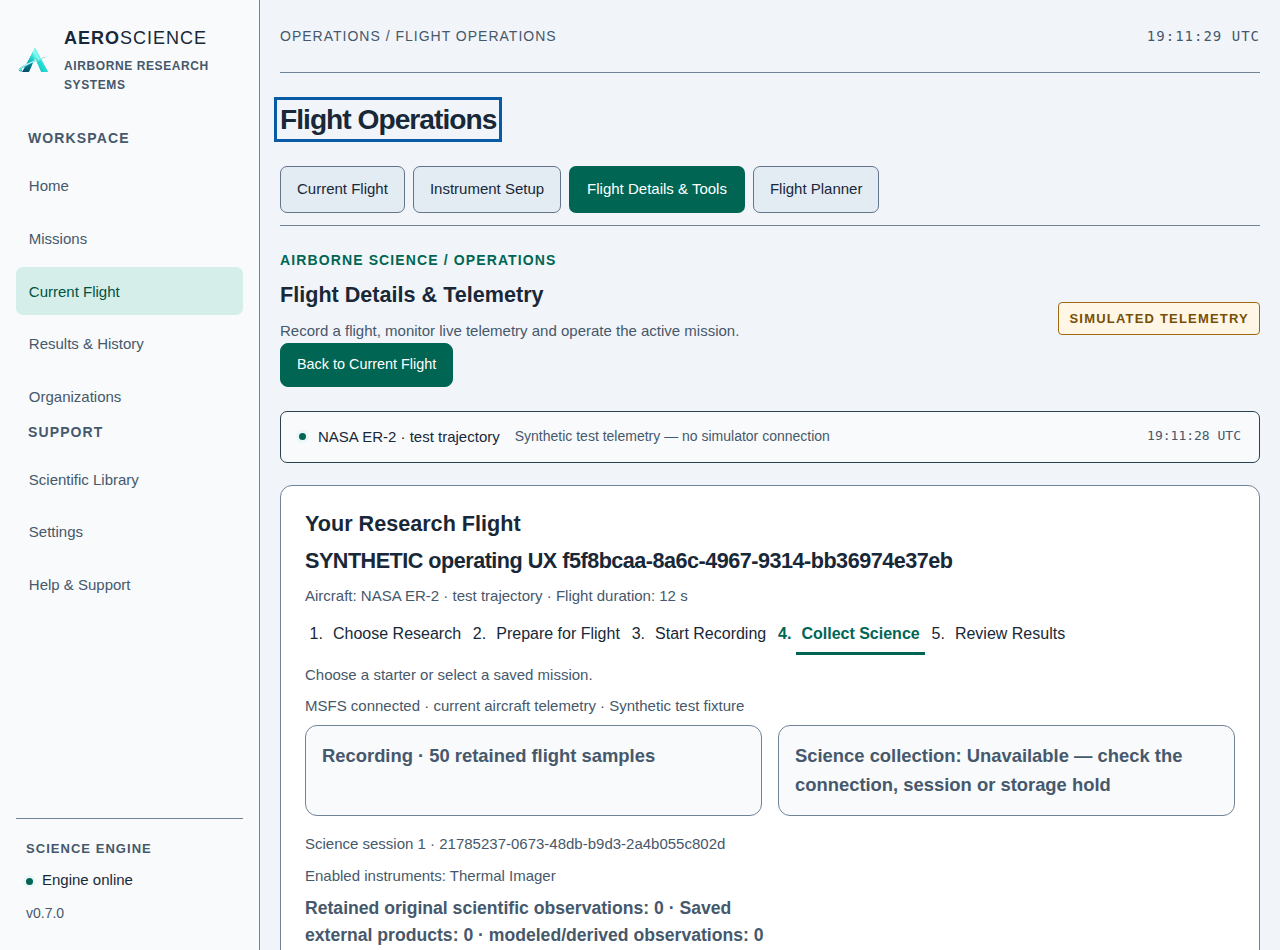 AEROSCIENCE
AIRBORNE RESEARCH
SYSTEMS
WORKSPACE
Home
Missions
Current Flight
Results & History
Organizations
SUPPORT
Scientific Library
Settings
Help & Support
SCIENCE ENGINE
Engine online
v0.7.0
OPERATIONS / FLIGHT OPERATIONS
19:11:29 UTC
Flight Operations
Current Flight
Instrument Setup
Flight Details & Tools
Flight Planner
AIRBORNE SCIENCE / OPERATIONS
Flight Details & Telemetry
Record a flight, monitor live telemetry and operate the active mission.
SIMULATED TELEMETRY
Back to Current Flight
NASA ER-2 · test trajectory Synthetic test telemetry — no simulator connection 19:11:28 UTC
Your Research Flight
SYNTHETIC operating UX f5f8bcaa-8a6c-4967-9314-bb36974e37eb
Aircraft: NASA ER-2 · test trajectory · Flight duration: 12 s
1. Choose Research 2. Prepare for Flight 3. Start Recording 4. Collect Science 5. Review Results
Choose a starter or select a saved mission.
MSFS connected · current aircraft telemetry · Synthetic test fixture
Recording · 50 retained flight samples
Science collection: Unavailable — check the
connection, session or storage hold
Science session 1 · 21785237-0673-48db-b9d3-2a4b055c802d
Enabled instruments: Thermal Imager
Retained original scientific observations: 0 · Saved
external products: 0 · modeled/derived observations: 0